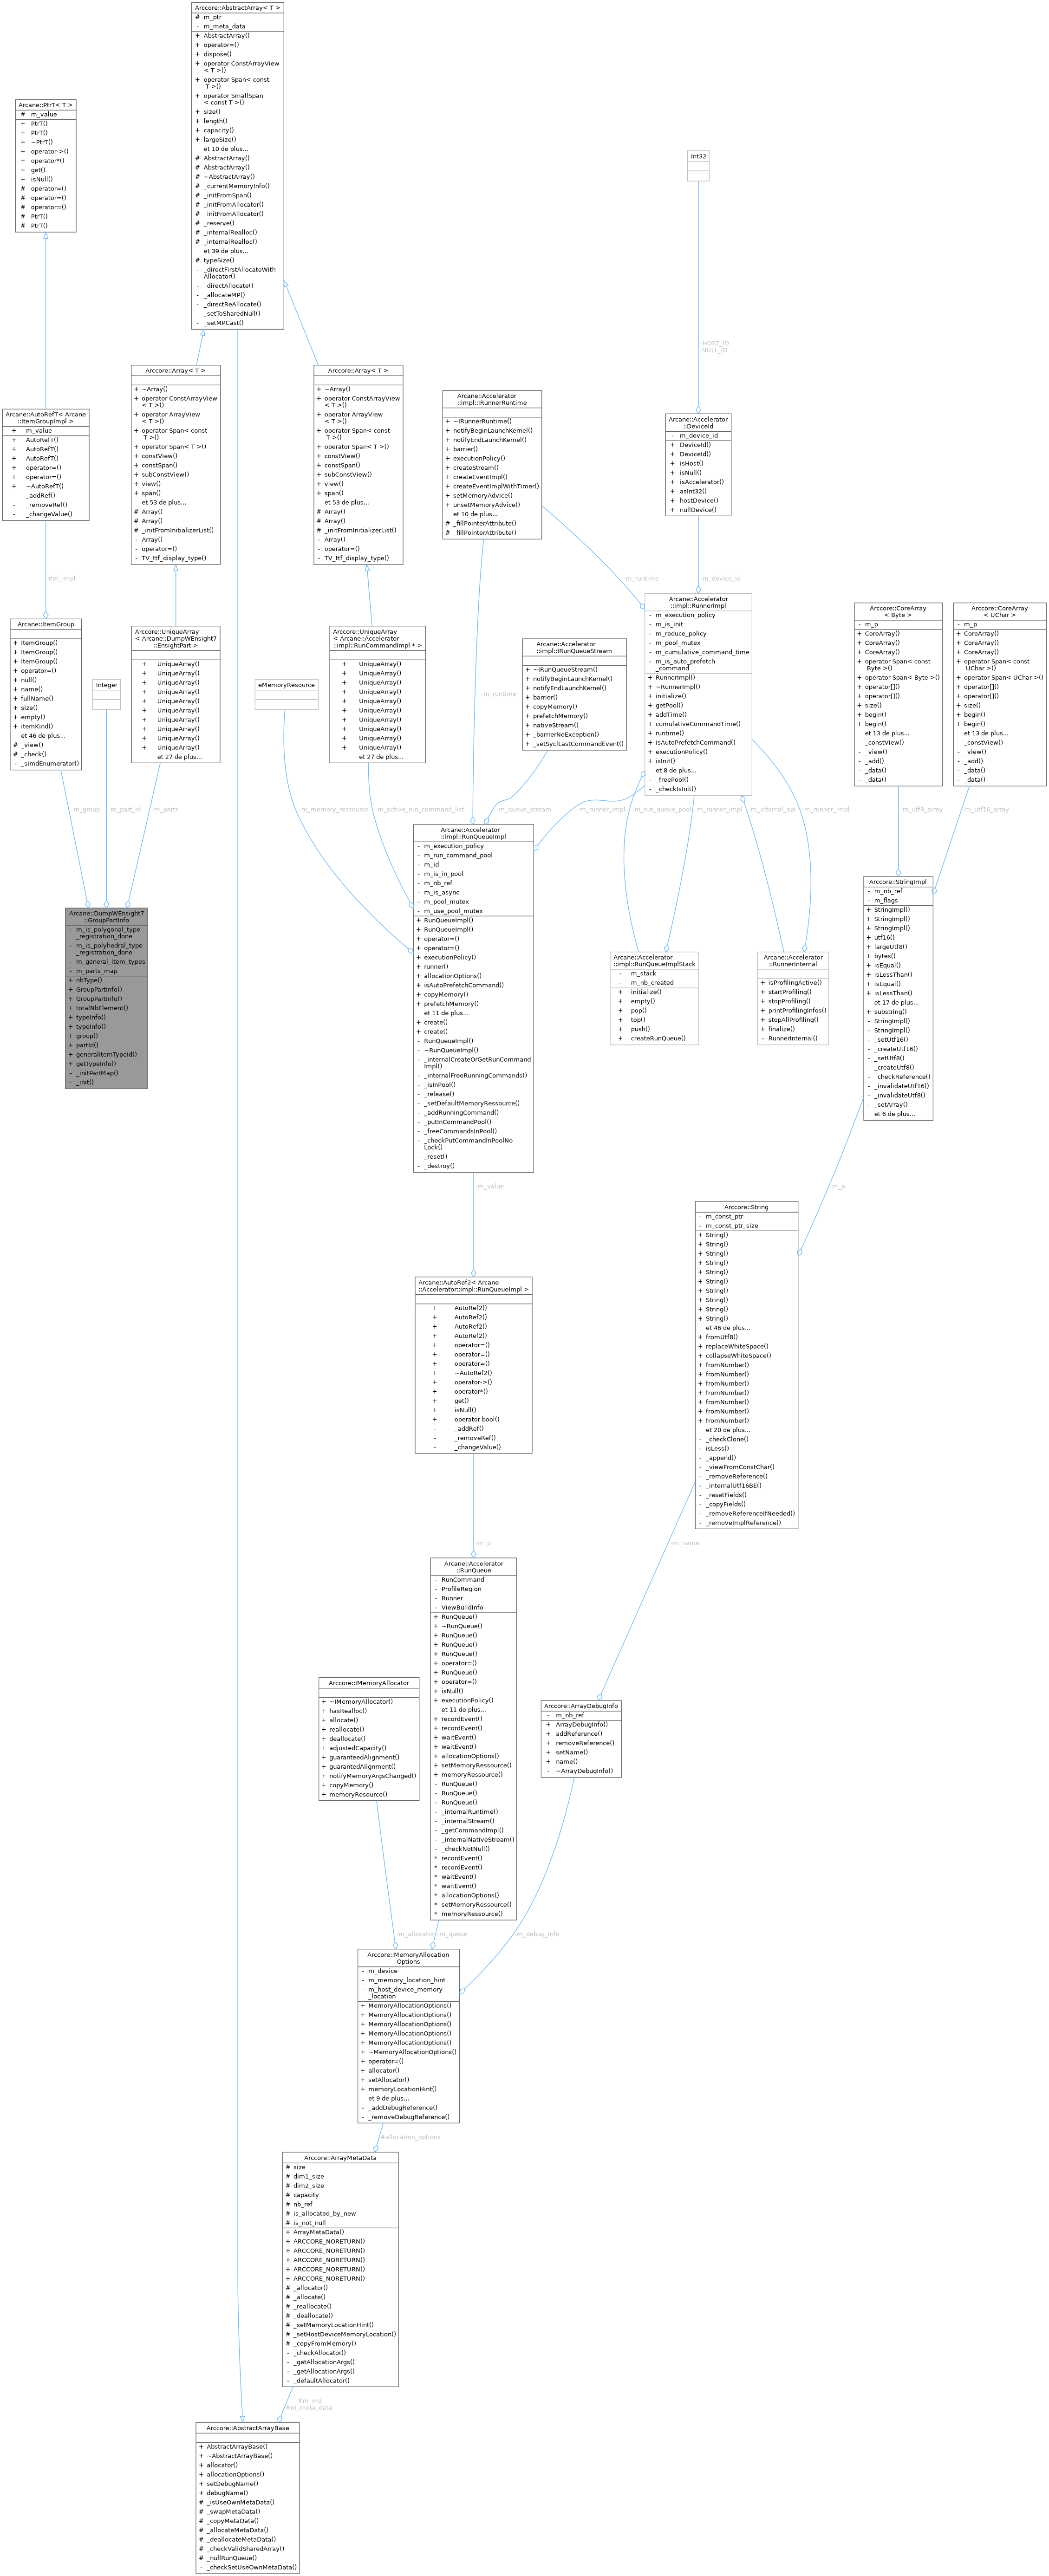 Arccore::AbstractArray< T >
# m_ptr
- m_meta_data
+ AbstractArray()
+ operator=()
+ dispose()
+ operator ConstArrayView
< T >()
+ operator Span< const
T >()
+ operator SmallSpan
< const T >()
+ size()
+ length()
+ capacity()
+ largeSize()
et 10 de plus...
# AbstractArray()
# AbstractArray()
# ~AbstractArray()
# _currentMemoryInfo()
# _initFromSpan()
# _initFromAllocator()
# _initFromAllocator()
# _reserve()
# _internalRealloc()
# _internalRealloc()
et 39 de plus...
# typeSize()
- _directFirstAllocateWith
Allocator()
- _directAllocate()
- _allocateMP()
- _directReAllocate()
- _setToSharedNull()
- _setMPCast()
Arcane::PtrT< T >
# m_value
+ PtrT()
+ PtrT()
+ ~PtrT()
+ operator->()
+ operator*()
+ get()
+ isNull()
# operator=()
# operator=()
# operator=()
# PtrT()
# PtrT()
Int32
-HOST_ID
-NULL_ID
Arccore::Array< T >
+ ~Array()
+ operator ConstArrayView
< T >()
+ operator ArrayView
< T >()
+ operator Span< const
T >()
+ operator Span< T >()
+ constView()
+ constSpan()
+ subConstView()
+ view()
+ span()
et 53 de plus...
# Array()
# Array()
# _initFromInitializerList()
- Array()
- operator=()
- TV_ttf_display_type()
Arccore::Array< T >
+ ~Array()
+ operator ConstArrayView
< T >()
+ operator ArrayView
< T >()
+ operator Span< const
T >()
+ operator Span< T >()
+ constView()
+ constSpan()
+ subConstView()
+ view()
+ span()
et 53 de plus...
# Array()
# Array()
# _initFromInitializerList()
- Array()
- operator=()
- TV_ttf_display_type()
Arcane::Accelerator
::impl::IRunnerRuntime
+ ~IRunnerRuntime()
+ notifyBeginLaunchKernel()
+ notifyEndLaunchKernel()
+ barrier()
+ executionPolicy()
+ createStream()
+ createEventImpl()
+ createEventImplWithTimer()
+ setMemoryAdvice()
+ unsetMemoryAdvice()
et 10 de plus...
# _fillPointerAttribute()
# _fillPointerAttribute()
Arcane::Accelerator
::DeviceId
- m_device_id
+ DeviceId()
+ DeviceId()
+ isHost()
+ isNull()
+ isAccelerator()
+ asInt32()
+ hostDevice()
+ nullDevice()
Arcane::AutoRefT< Arcane
::ItemGroupImpl >
+ m_value
+ AutoRefT()
+ AutoRefT()
+ AutoRefT()
+ operator=()
+ operator=()
+ ~AutoRefT()
- _addRef()
- _removeRef()
- _changeValue()
#m_impl
-m_runtime
-m_device_id
Arcane::ItemGroup
+ ItemGroup()
+ ItemGroup()
+ ItemGroup()
+ operator=()
+ null()
+ name()
+ fullName()
+ size()
+ empty()
+ itemKind()
et 46 de plus...
# _view()
# _check()
- _simdEnumerator()
Integer
Arccore::UniqueArray
< Arcane::DumpWEnsight7
::EnsightPart >
+ UniqueArray()
+ UniqueArray()
+ UniqueArray()
+ UniqueArray()
+ UniqueArray()
+ UniqueArray()
+ UniqueArray()
+ UniqueArray()
+ UniqueArray()
+ UniqueArray()
et 27 de plus...
eMemoryResource
Arccore::UniqueArray
< Arcane::Accelerator
::impl::RunCommandImpl * >
+ UniqueArray()
+ UniqueArray()
+ UniqueArray()
+ UniqueArray()
+ UniqueArray()
+ UniqueArray()
+ UniqueArray()
+ UniqueArray()
+ UniqueArray()
+ UniqueArray()
et 27 de plus...
-m_runtime
Arcane::Accelerator
::impl::IRunQueueStream
+ ~IRunQueueStream()
+ notifyBeginLaunchKernel()
+ notifyEndLaunchKernel()
+ barrier()
+ copyMemory()
+ prefetchMemory()
+ nativeStream()
+ _barrierNoException()
+ _setSyclLastCommandEvent()
Arcane::Accelerator
::impl::RunnerImpl
- m_execution_policy
- m_is_init
- m_reduce_policy
- m_pool_mutex
- m_cumulative_command_time
- m_is_auto_prefetch
_command
+ RunnerImpl()
+ ~RunnerImpl()
+ initialize()
+ getPool()
+ addTime()
+ cumulativeCommandTime()
+ runtime()
+ isAutoPrefetchCommand()
+ executionPolicy()
+ isInit()
et 8 de plus...
- _freePool()
- _checkIsInit()
Arccore::CoreArray
< Byte >
- m_p
+ CoreArray()
+ CoreArray()
+ CoreArray()
+ operator Span< const
Byte >()
+ operator Span< Byte >()
+ operator[]()
+ operator[]()
+ size()
+ begin()
+ begin()
et 13 de plus...
- _constView()
- _view()
- _add()
- _data()
- _data()
Arccore::CoreArray
< UChar >
- m_p
+ CoreArray()
+ CoreArray()
+ CoreArray()
+ operator Span< const
UChar >()
+ operator Span< UChar >()
+ operator[]()
+ operator[]()
+ size()
+ begin()
+ begin()
et 13 de plus...
- _constView()
- _view()
- _add()
- _data()
- _data()
-m_group
-m_part_id
-m_parts
-m_memory_ressource
-m_active_run_command_list
-m_queue_stream
-m_runner_impl
-m_run_queue_pool
-m_runner_impl
-m_internal_api
-m_runner_impl
-m_utf8_array
-m_utf16_array
Arcane::DumpWEnsight7
::GroupPartInfo
- m_is_polygonal_type
_registration_done
- m_is_polyhedral_type
_registration_done
- m_general_item_types
- m_parts_map
+ nbType()
+ GroupPartInfo()
+ GroupPartInfo()
+ totalNbElement()
+ typeInfo()
+ typeInfo()
+ group()
+ partId()
+ generalItemTypeId()
+ getTypeInfo()
- _initPartMap()
- _init()
Arcane::Accelerator
::impl::RunQueueImpl
- m_execution_policy
- m_run_command_pool
- m_id
- m_is_in_pool
- m_nb_ref
- m_is_async
- m_pool_mutex
- m_use_pool_mutex
+ RunQueueImpl()
+ RunQueueImpl()
+ operator=()
+ operator=()
+ executionPolicy()
+ runner()
+ allocationOptions()
+ isAutoPrefetchCommand()
+ copyMemory()
+ prefetchMemory()
et 11 de plus...
+ create()
+ create()
- RunQueueImpl()
- ~RunQueueImpl()
- _internalCreateOrGetRunCommand
Impl()
- _internalFreeRunningCommands()
- _isInPool()
- _release()
- _setDefaultMemoryRessource()
- _addRunningCommand()
- _putInCommandPool()
- _freeCommandsInPool()
- _checkPutCommandInPoolNo
Lock()
- _reset()
- _destroy()
Arcane::Accelerator
::impl::RunQueueImplStack
- m_stack
- m_nb_created
+ initialize()
+ empty()
+ pop()
+ top()
+ push()
+ createRunQueue()
Arcane::Accelerator
::RunnerInternal
+ isProfilingActive()
+ startProfiling()
+ stopProfiling()
+ printProfilingInfos()
+ stopAllProfiling()
+ finalize()
- RunnerInternal()
Arccore::StringImpl
- m_nb_ref
- m_flags
+ StringImpl()
+ StringImpl()
+ StringImpl()
+ utf16()
+ largeUtf8()
+ bytes()
+ isEqual()
+ isLessThan()
+ isEqual()
+ isLessThan()
et 17 de plus...
+ substring()
- StringImpl()
- StringImpl()
- _setUtf16()
- _createUtf16()
- _setUtf8()
- _createUtf8()
- _checkReference()
- _invalidateUtf16()
- _invalidateUtf8()
- _setArray()
et 6 de plus...
-m_value
-m_p
Arccore::String
- m_const_ptr
- m_const_ptr_size
+ String()
+ String()
+ String()
+ String()
+ String()
+ String()
+ String()
+ String()
+ String()
+ String()
et 46 de plus...
+ fromUtf8()
+ replaceWhiteSpace()
+ collapseWhiteSpace()
+ fromNumber()
+ fromNumber()
+ fromNumber()
+ fromNumber()
+ fromNumber()
+ fromNumber()
+ fromNumber()
et 20 de plus...
- _checkClone()
- isLess()
- _append()
- _viewFromConstChar()
- _removeReference()
- _internalUtf16BE()
- _resetFields()
- _copyFields()
- _removeReferenceIfNeeded()
- _removeImplReference()
Arcane::AutoRef2< Arcane
::Accelerator::impl::RunQueueImpl >
+ AutoRef2()
+ AutoRef2()
+ AutoRef2()
+ AutoRef2()
+ operator=()
+ operator=()
+ operator=()
+ ~AutoRef2()
+ operator->()
+ operator*()
+ get()
+ isNull()
+ operator bool()
- _addRef()
- _removeRef()
- _changeValue()
-m_p
-m_name
Arcane::Accelerator
::RunQueue
- RunCommand
- ProfileRegion
- Runner
- ViewBuildInfo
+ RunQueue()
+ ~RunQueue()
+ RunQueue()
+ RunQueue()
+ RunQueue()
+ operator=()
+ RunQueue()
+ operator=()
+ isNull()
+ executionPolicy()
et 11 de plus...
+ recordEvent()
+ recordEvent()
+ waitEvent()
+ waitEvent()
+ allocationOptions()
+ setMemoryRessource()
+ memoryRessource()
- RunQueue()
- RunQueue()
- RunQueue()
- _internalRuntime()
- _internalStream()
- _getCommandImpl()
- _internalNativeStream()
- _checkNotNull()
* recordEvent()
* recordEvent()
* waitEvent()
* waitEvent()
* allocationOptions()
* setMemoryRessource()
* memoryRessource()
Arccore::IMemoryAllocator
+ ~IMemoryAllocator()
+ hasRealloc()
+ allocate()
+ reallocate()
+ deallocate()
+ adjustedCapacity()
+ guaranteedAlignment()
+ guarantedAlignment()
+ notifyMemoryArgsChanged()
+ copyMemory()
+ memoryResource()
Arccore::ArrayDebugInfo
- m_nb_ref
+ ArrayDebugInfo()
+ addReference()
+ removeReference()
+ setName()
+ name()
- ~ArrayDebugInfo()
-m_allocator
-m_queue
-m_debug_info
Arccore::MemoryAllocation
Options
- m_device
- m_memory_location_hint
- m_host_device_memory
_location
+ MemoryAllocationOptions()
+ MemoryAllocationOptions()
+ MemoryAllocationOptions()
+ MemoryAllocationOptions()
+ MemoryAllocationOptions()
+ ~MemoryAllocationOptions()
+ operator=()
+ allocator()
+ setAllocator()
+ memoryLocationHint()
et 9 de plus...
- _addDebugReference()
- _removeDebugReference()
#allocation_options
Arccore::ArrayMetaData
# size
# dim1_size
# dim2_size
# capacity
# nb_ref
# is_allocated_by_new
# is_not_null
+ ArrayMetaData()
+ ARCCORE_NORETURN()
+ ARCCORE_NORETURN()
+ ARCCORE_NORETURN()
+ ARCCORE_NORETURN()
+ ARCCORE_NORETURN()
# _allocator()
# _allocate()
# _reallocate()
# _deallocate()
# _setMemoryLocationHint()
# _setHostDeviceMemoryLocation()
# _copyFromMemory()
- _checkAllocator()
- _getAllocationArgs()
- _getAllocationArgs()
- _defaultAllocator()
#m_md
#m_meta_data
Arccore::AbstractArrayBase
+ AbstractArrayBase()
+ ~AbstractArrayBase()
+ allocator()
+ allocationOptions()
+ setDebugName()
+ debugName()
# _isUseOwnMetaData()
# _swapMetaData()
# _copyMetaData()
# _allocateMetaData()
# _deallocateMetaData()
# _checkValidSharedArray()
# _nullRunQueue()
- _checkSetUseOwnMetaData()